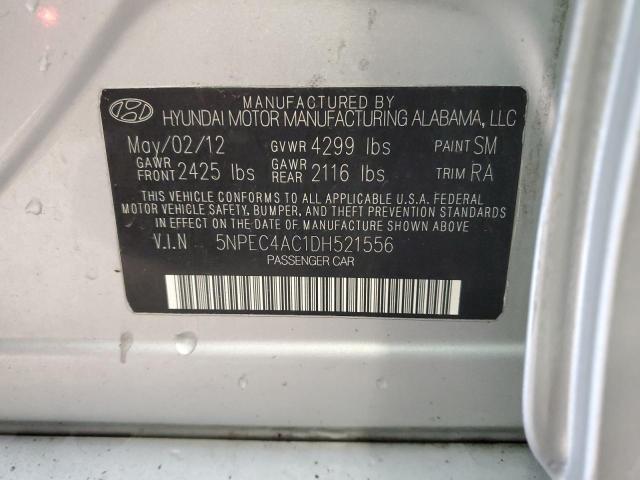 MANUFACTURED BY
HYUNDAI MOTOR MANUFACTURING ALABAMA, LLC
May/02/12 GVWR 4299 lbs PAINT SM
GAWR FRONT 2425 lbs GAWR REAR 2116 lbs TRIM RA
THIS VEHICLE CONFORMS TO ALL APPLICABLE U.S.A. FEDERAL
MOTOR VEHICLE SAFETY, BUMPER, AND THEFT PREVENTION STANDARDS
IN EFFECT ON THE DATE OF MANUFACTURE SHOWN ABOVE.
V.I.N 5NPEC4AC1DH521556
PASSENGER CAR